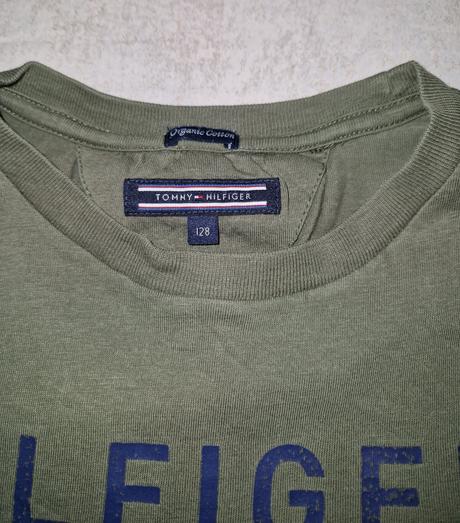 Organic Cotton
TOMMY HILFIGER
128
LFIGE